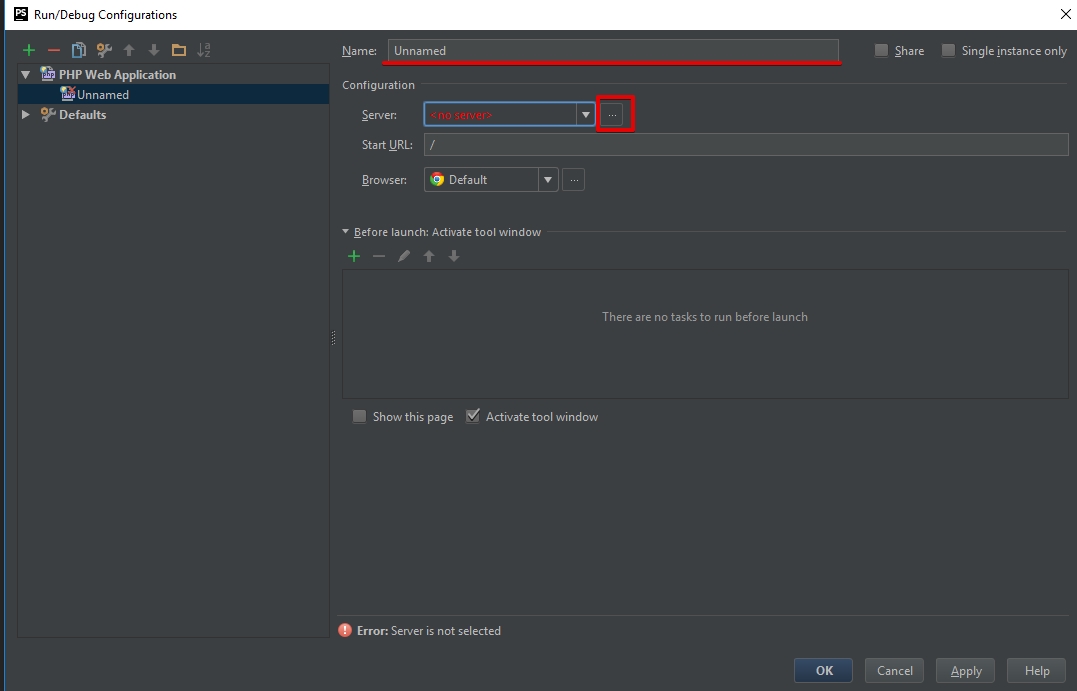 PS Run/Debug Configurations
Name: Unnamed Share Single instance only
PHP Web Application
Unnamed
Defaults
Configuration
Server: <no server> ...
Start URL: /
Browser: Default ...
Before launch: Activate tool window
There are no tasks to run before launch
Show this page Activate tool window
Error: Server is not selected
OK Cancel Apply Help